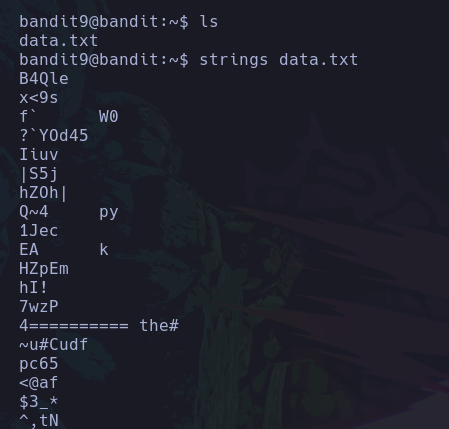 bandit9@bandit:~$ ls
data.txt
bandit9@bandit:~$ strings data.txt
B4Qle
x<9s
f`      W0
?`YOd45
Iiuv
|S5j
hZOh|
Q~4     py
1Jec
EA      k
HZpEm
hI!
7wzP
4========== the#
~u#Cudf
pc65
<@af
$3_*
^,tN